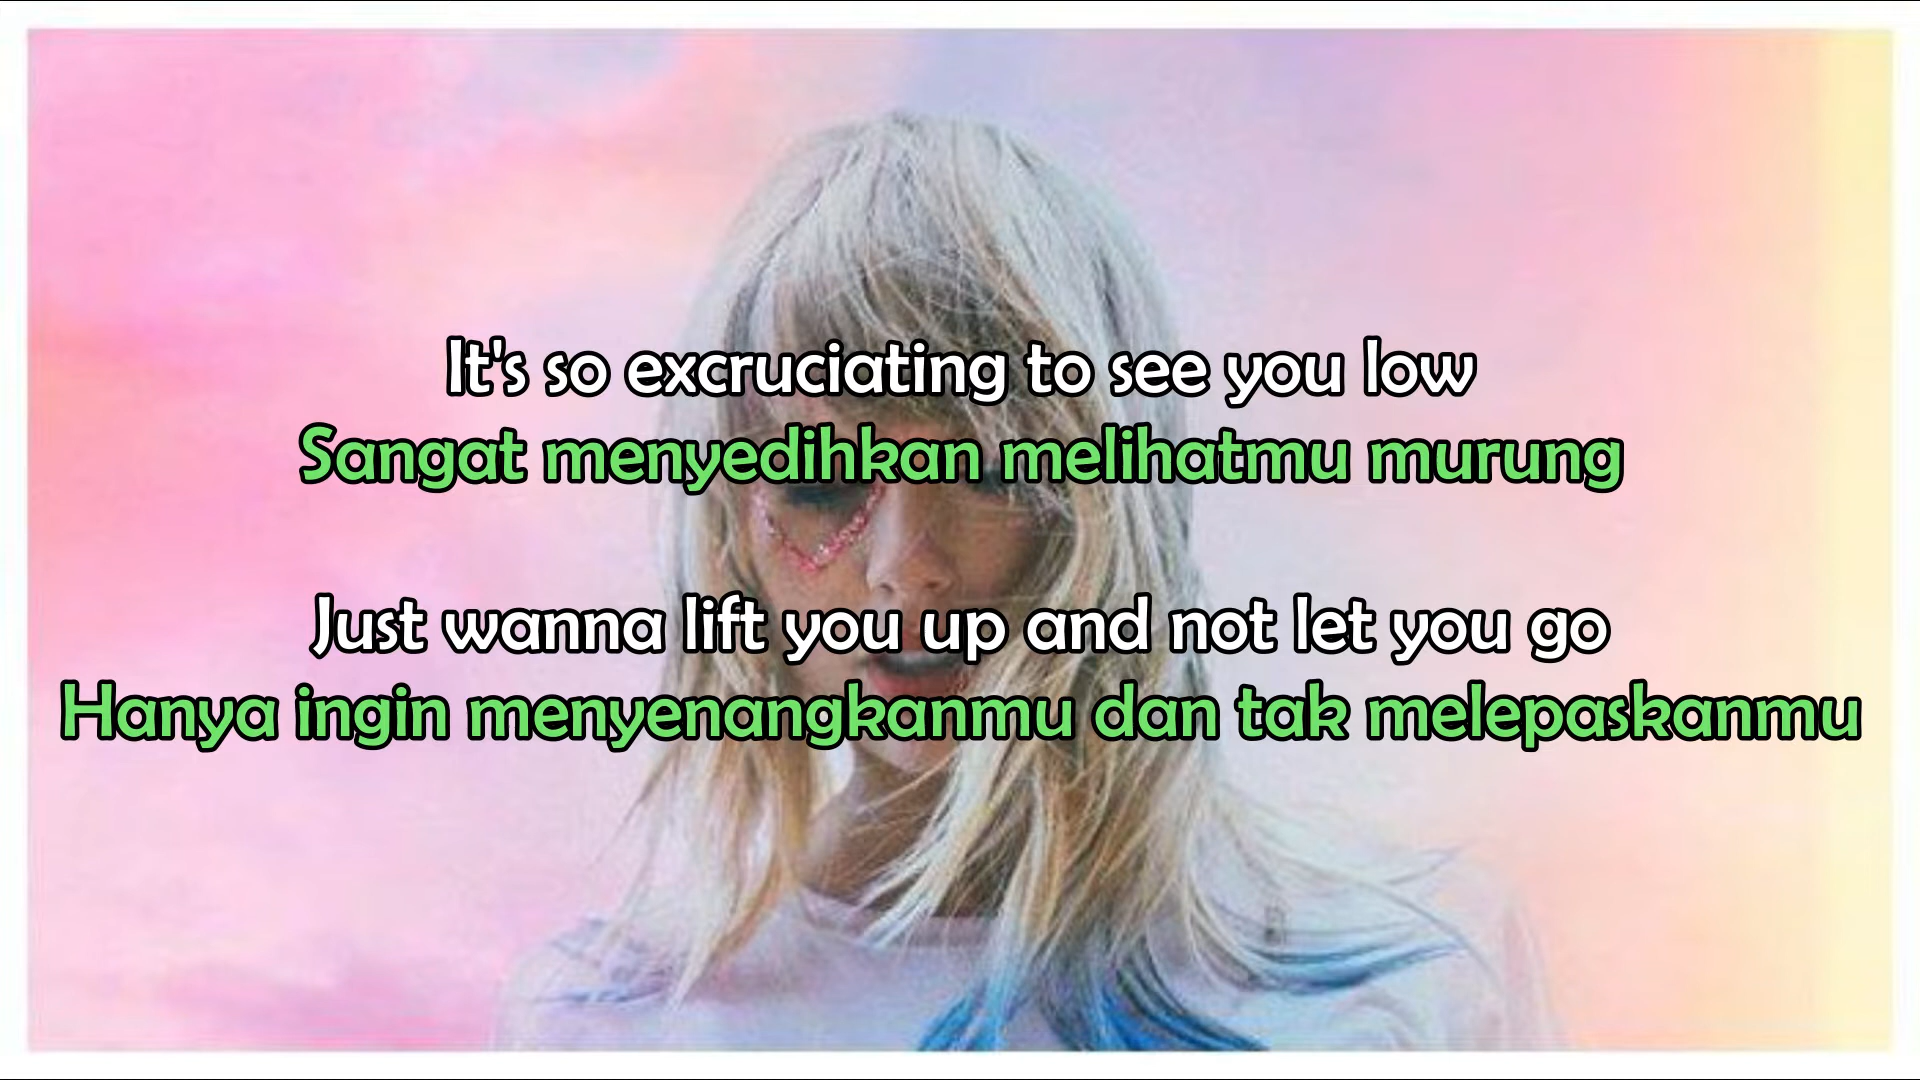 It's so excruciating to see you low
Sangat menyedihkan melihatmu murung
Just wanna lift you up and not let you go
Hanya ingin menyenangkanmu dan tak melepaskanmu